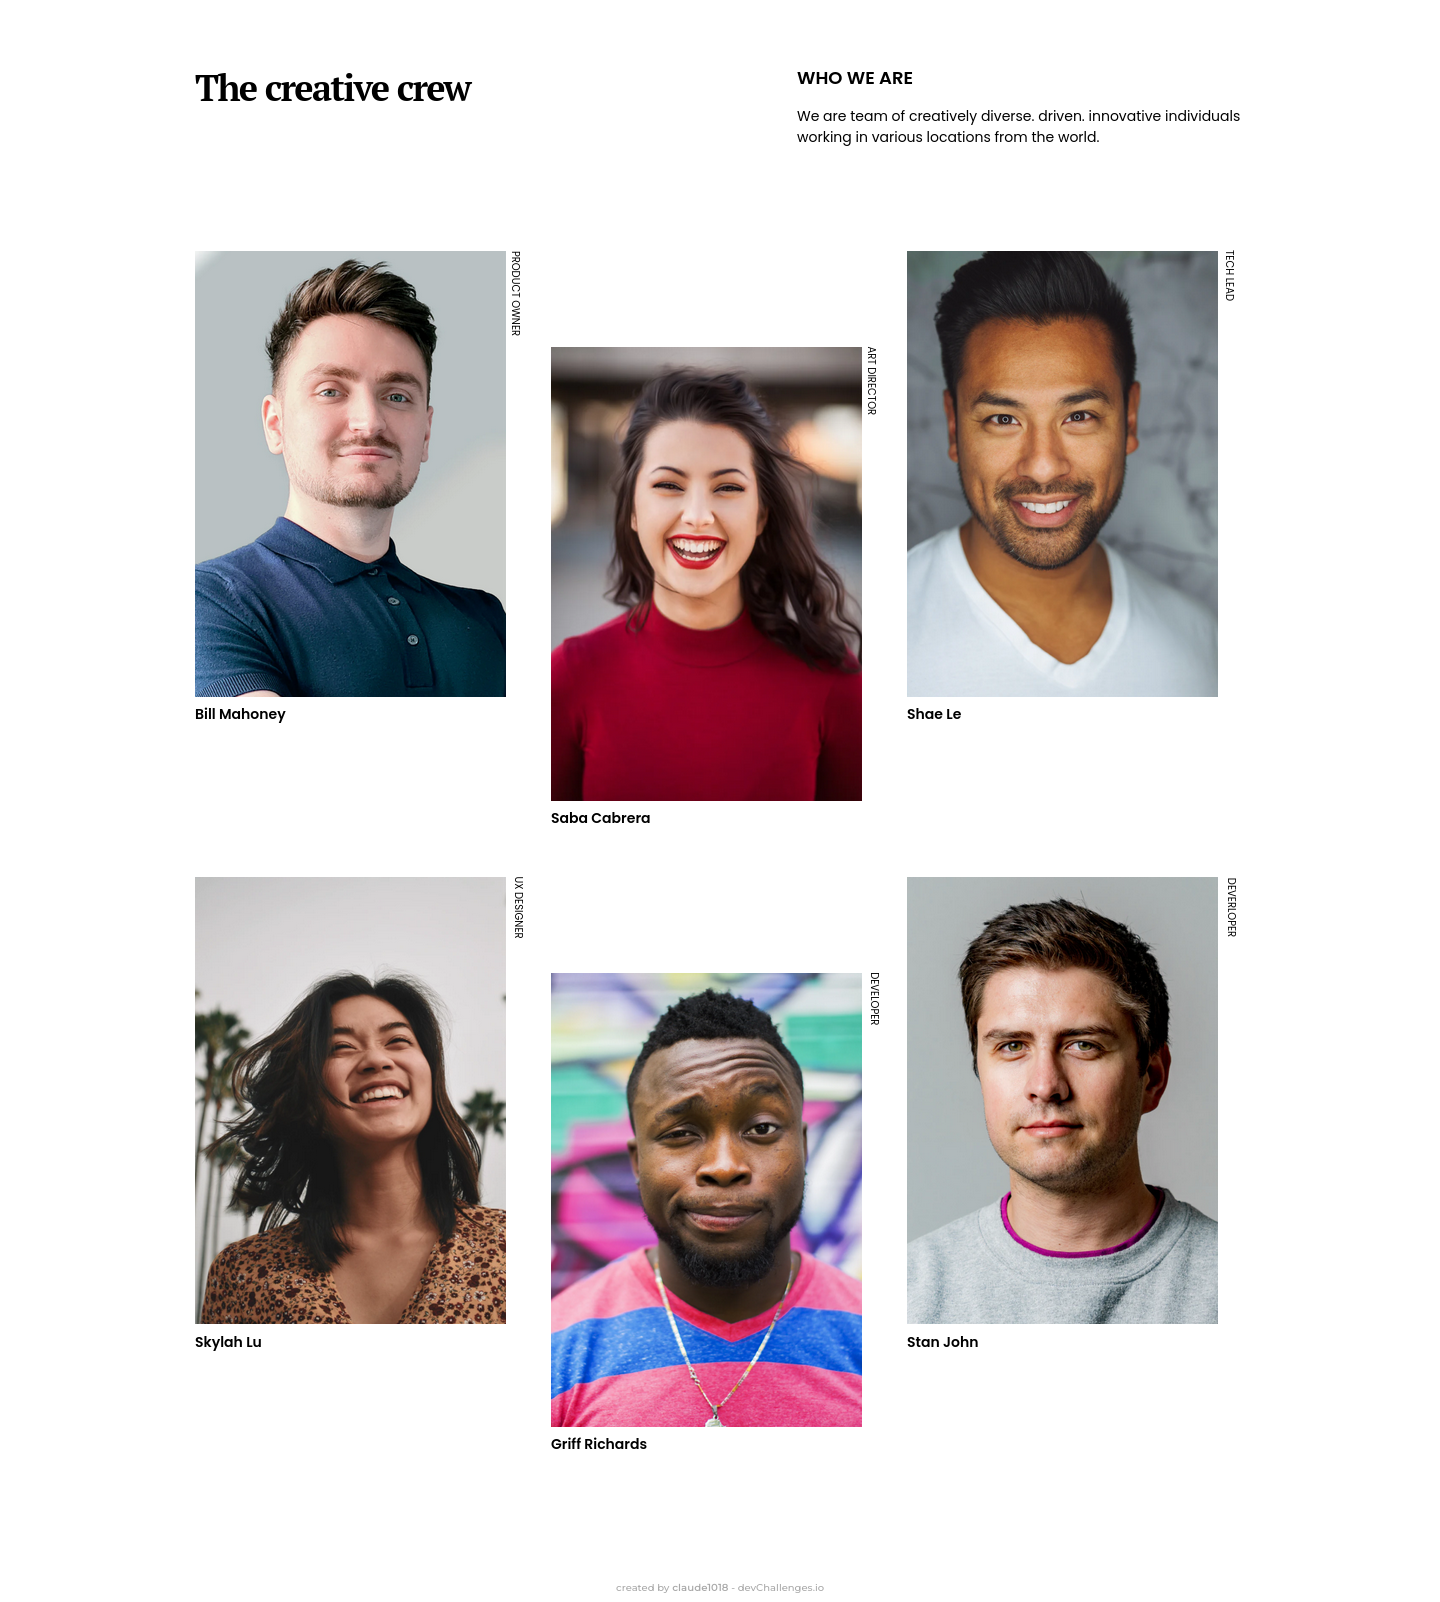 The creative crew
WHO WE ARE
We are team of creatively diverse. driven. innovative individuals
working in various locations from the world.
PRODUCT OWNER
Bill Mahoney
ART DIRECTOR
Saba Cabrera
TECH LEAD
Shae Le
UX DESIGNER
Skylah Lu
DEVELOPER
Griff Richards
DEVERLOPER
Stan John
created by claude1018 - devChallenges.io